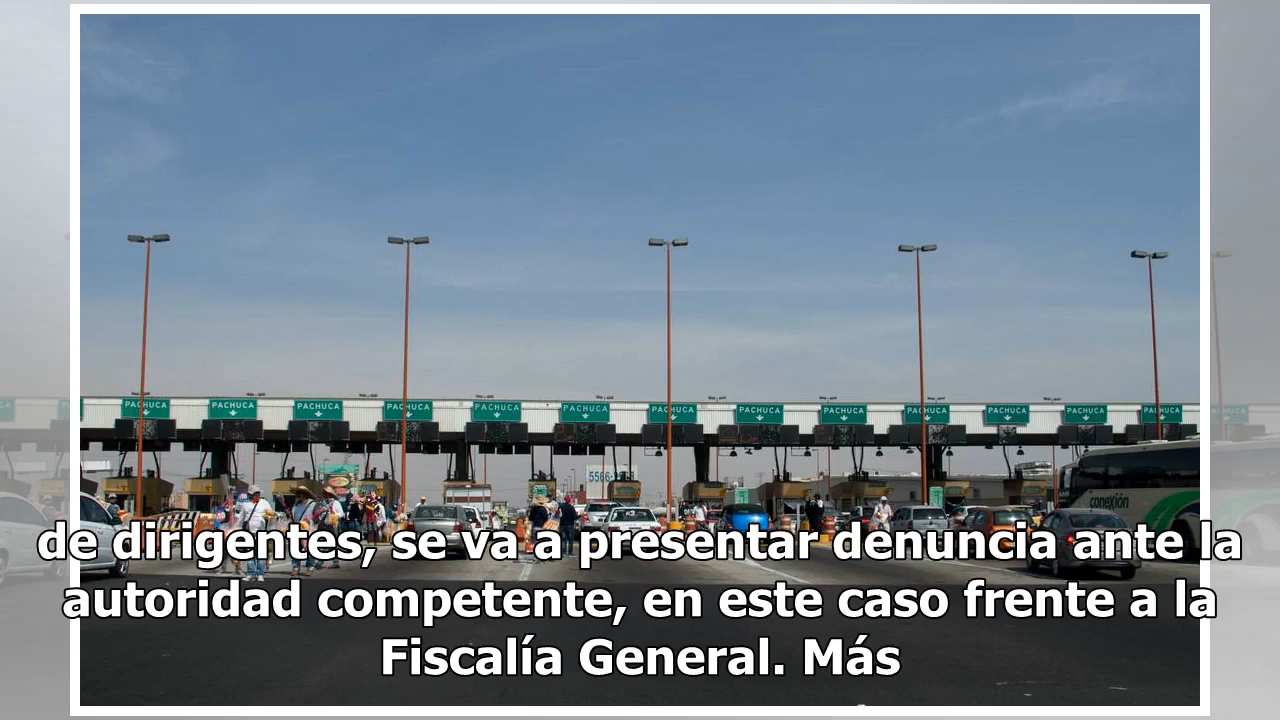 PACHUCA PACHUCA PACHUCA PACHUCA PACHUCA PACHUCA PACHUCA PACHUCA PACHUCA PACHUCA PACHUCA PACHUCA PACHUCA
conexión
de dirigentes, se va a presentar denuncia ante la
autoridad competente, en este caso frente a la
Fiscalía General. Más